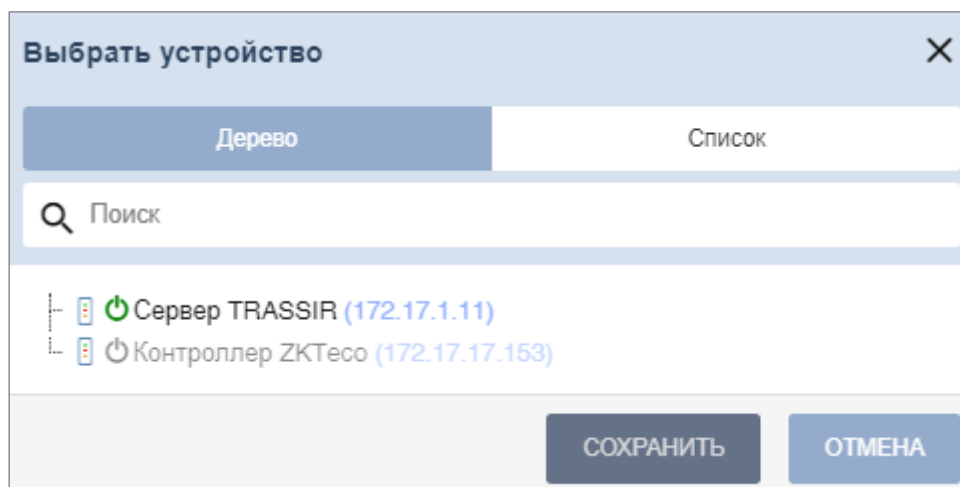 Выбрать устройство
Дерево
Список
Поиск
Сервер TRASSIR (172.17.1.11)
Контроллер ZKTeco (172.17.17.153)
СОХРАНИТЬ
ОТМЕНА